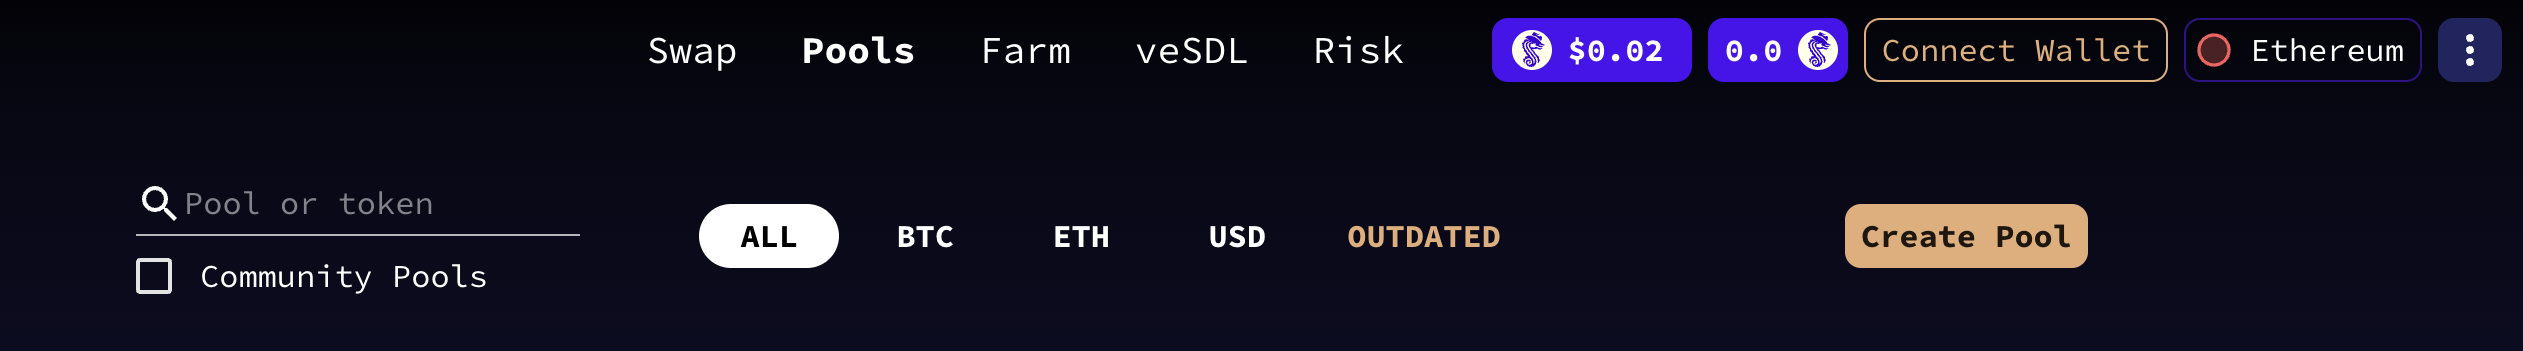 Swap Pools Farm veSDL Risk $0.02 0.0 Connect Wallet Ethereum
Pool or token
ALL BTC ETH USD OUTDATED Create Pool
Community Pools